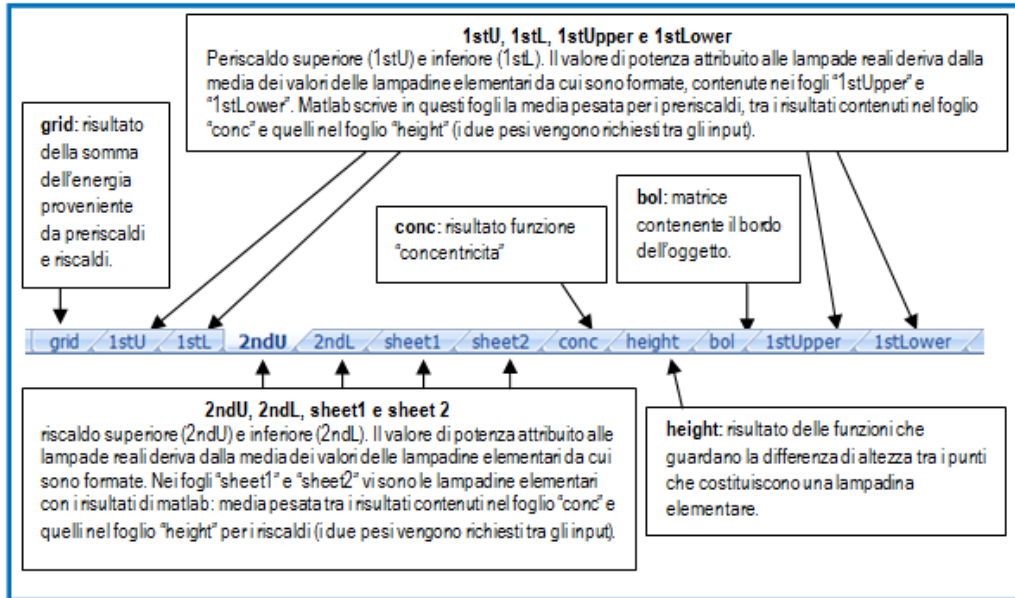 1stU, 1stL, 1stUpper e 1stLower
Periscaldo superiore (1stU) e inferiore (1stL). Il valore di potenza attribuito alle lampade reali deriva dalla
media dei valori delle lampadine elementari da cui sono formate, contenute nei fogli “1stUpper” e
“1stLower”. Matlab scrive in questi fogli la media pesata per i preriscaldi, tra i risultati contenuti nel foglio
“conc” e quelli nel foglio “height” (i due pesi vengono richiesti tra gli input).
grid: risultato
della somma
dell’energia
proveniente
da preriscaldi
e riscaldi.
conc: risultato funzione
“concentricita”
bol: matrice
contenente il bordo
dell’oggetto.
grid 1stU 1stL 2ndU 2ndL sheet1 sheet2 conc height bol 1stUpper 1stLower
2ndU, 2ndL, sheet1 e sheet 2
riscaldo superiore (2ndU) e inferiore (2ndL). Il valore di potenza attribuito alle
lampade reali deriva dalla media dei valori delle lampadine elementari da cui
sono formate. Nei fogli “sheet1” e “sheet2” vi sono le lampadine elementari
con i risultati di matlab: media pesata tra i risultati contenuti nel foglio “conc” e
quelli nel foglio “height” per i riscaldi (i due pesi vengono richiesti tra gli input).
height: risultato delle funzioni che
guardano la differenza di altezza tra i punti
che costituiscono una lampadina
elementare.